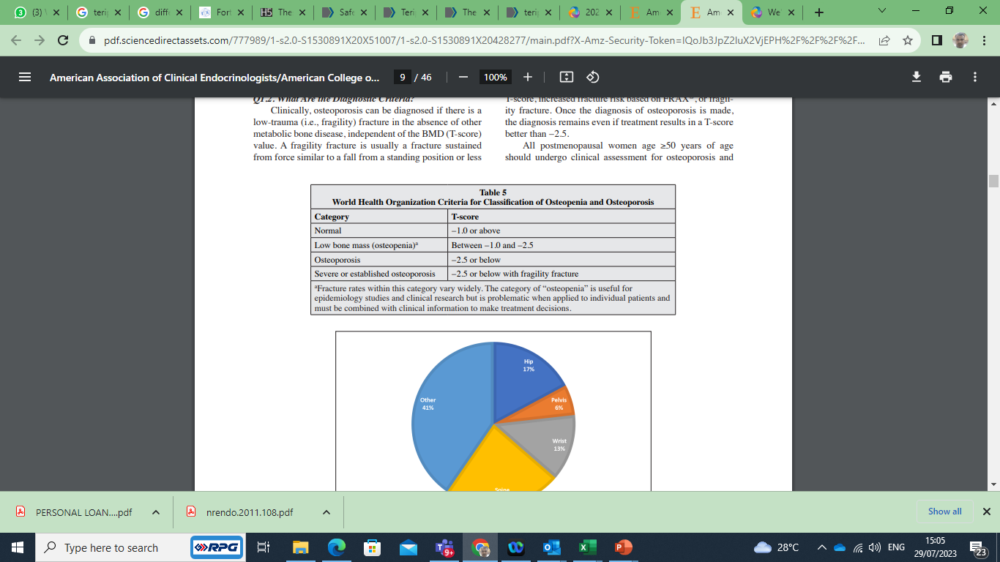 (3) V
terip
diff
Fort
The
Safe
Teri
The
terip
202
Am
Am
We
pdf.sciencedirectassets.com/777989/1-s2.0-S1530891X20X51007/1-s2.0-S1530891X20428277/main.pdf?X-Amz-Security-Token=IQoJb3JpZ2luX2VjEPH%2F%2F%2F%2F...
American Association of Clinical Endocrinologists/American College o...
9 / 46
100%
Q1.2. What Are the Diagnostic Criteria?
Clinically, osteoporosis can be diagnosed if there is a
low-trauma (i.e., fragility) fracture in the absence of other
metabolic bone disease, independent of the BMD (T-score)
value. A fragility fracture is usually a fracture sustained
from force similar to a fall from a standing position or less
T-score, increased fracture risk based on FRAX®, or fragil-
ity fracture. Once the diagnosis of osteoporosis is made,
the diagnosis remains even if treatment results in a T-score
better than −2.5.
All postmenopausal women age ≥50 years of age
should undergo clinical assessment for osteoporosis and
Table 5
World Health Organization Criteria for Classification of Osteopenia and Osteoporosis
Category T-score
Normal −1.0 or above
Low bone mass (osteopenia)ª Between −1.0 and −2.5
Osteoporosis −2.5 or below
Severe or established osteoporosis −2.5 or below with fragility fracture
ªFracture rates within this category vary widely. The category of “osteopenia” is useful for
epidemiology studies and clinical research but is problematic when applied to individual patients and
must be combined with clinical information to make treatment decisions.
Hip
17%
Pelvis
6%
Wrist
13%
Spine
Other
41%
PERSONAL LOAN....pdf
nrendo.2011.108.pdf
Show all
Type here to search
RPG
9+
28°C
ENG
15:05
29/07/2023
23